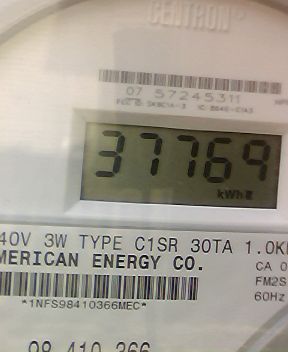 CENTRON
07 57245311
37769
kWh
40V 3W TYPE C1SR 30TA 1.0K
MERICAN ENERGY CO.
CA 0
FM2S
60Hz
*1NFS98410366MEC*
98 410 366